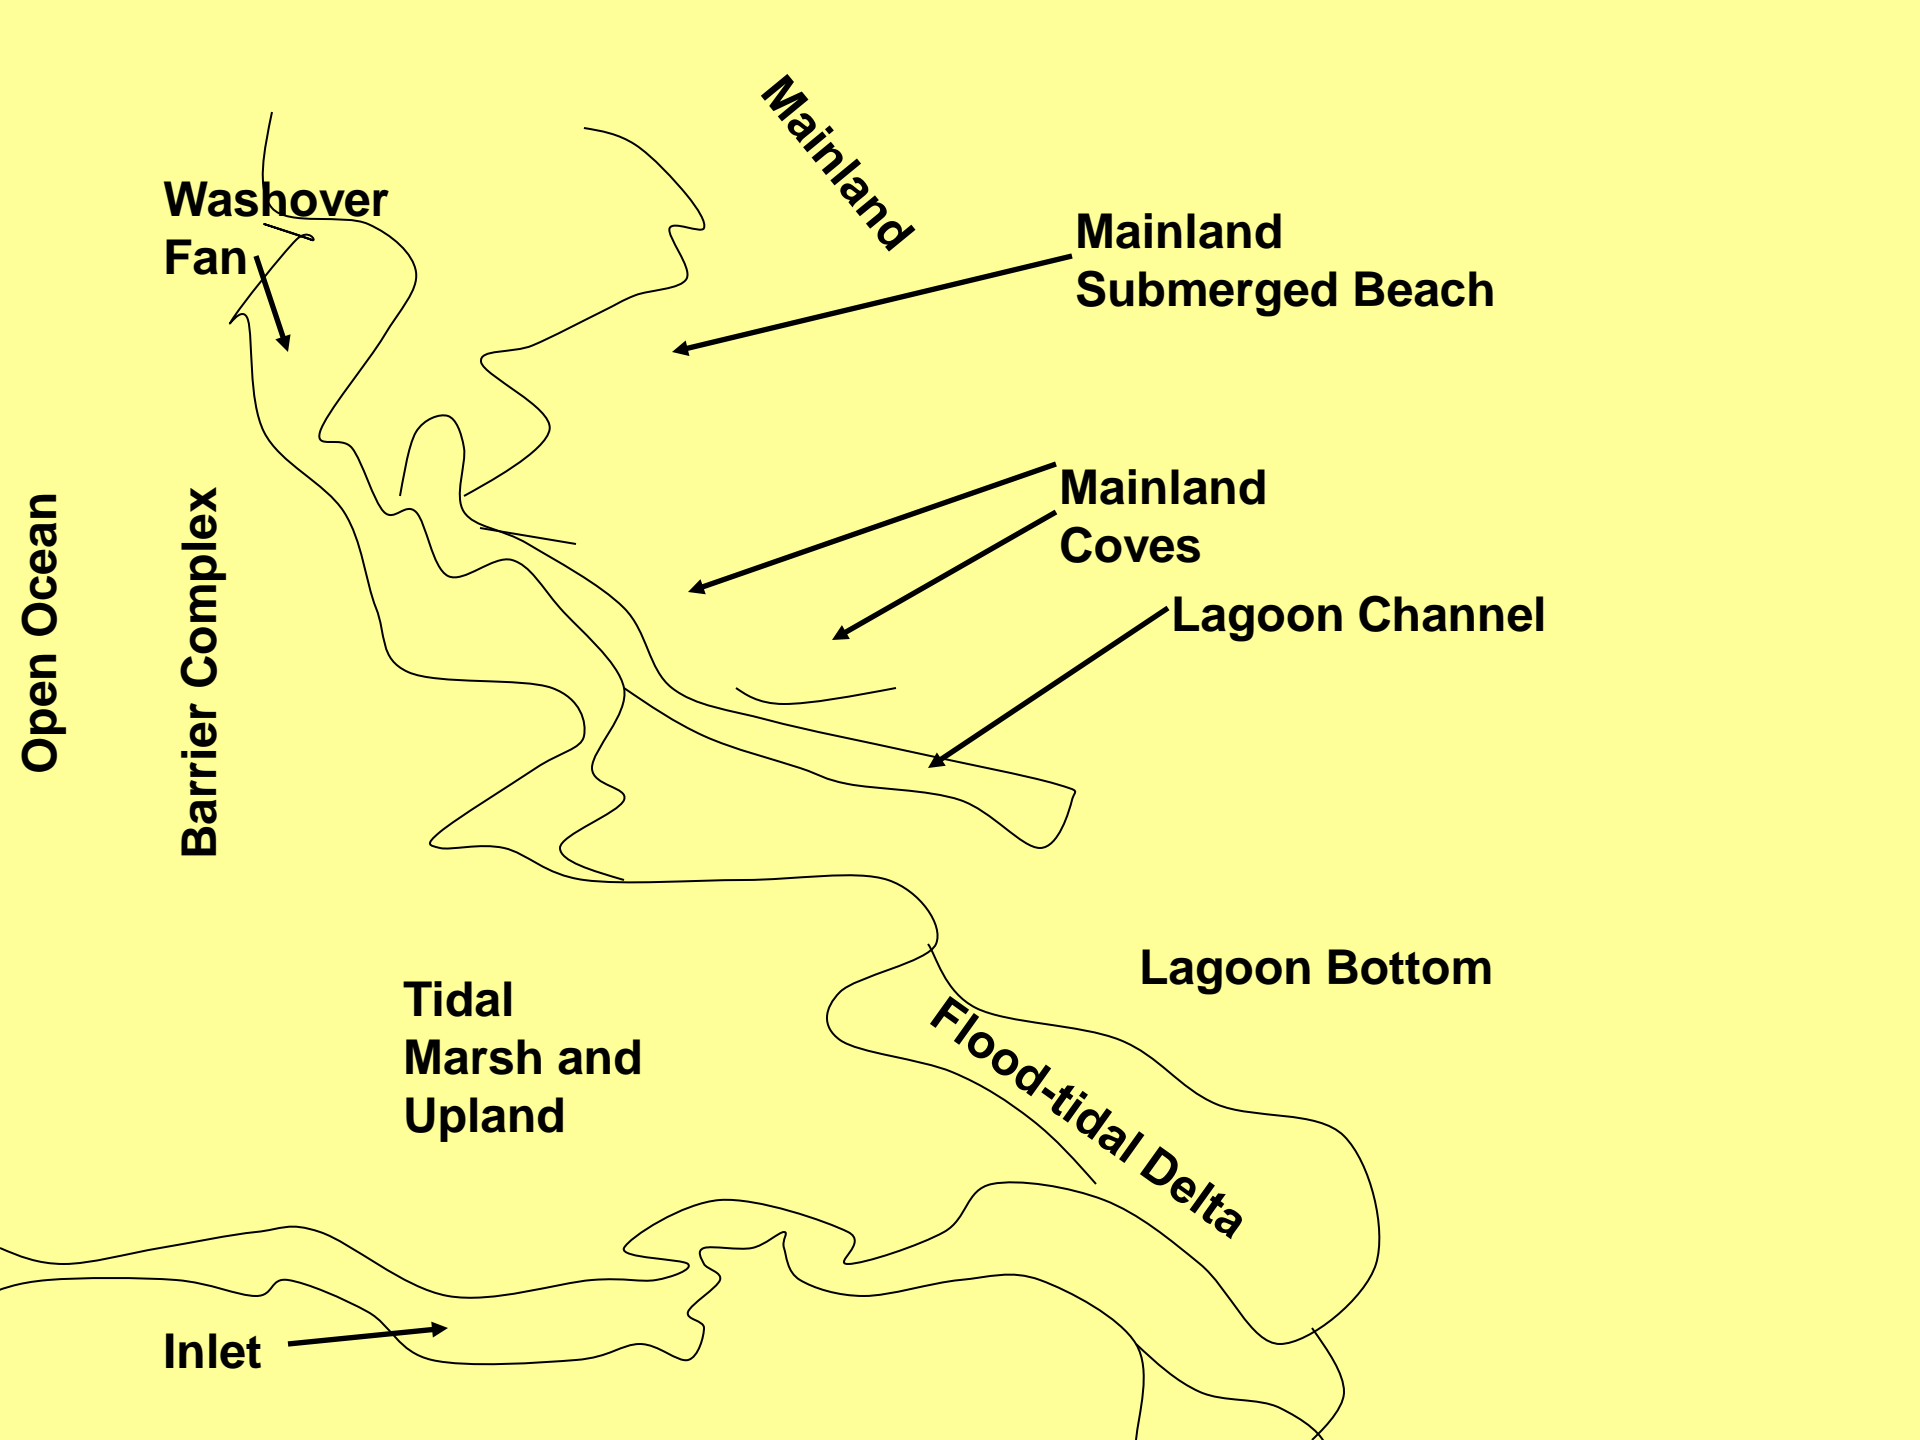 Mainland
Washover
Fan
Mainland
Submerged Beach
Mainland
Coves
Lagoon Channel
Open Ocean
Barrier Complex
Lagoon Bottom
Tidal
Marsh and
Upland
Flood-tidal Delta
Inlet